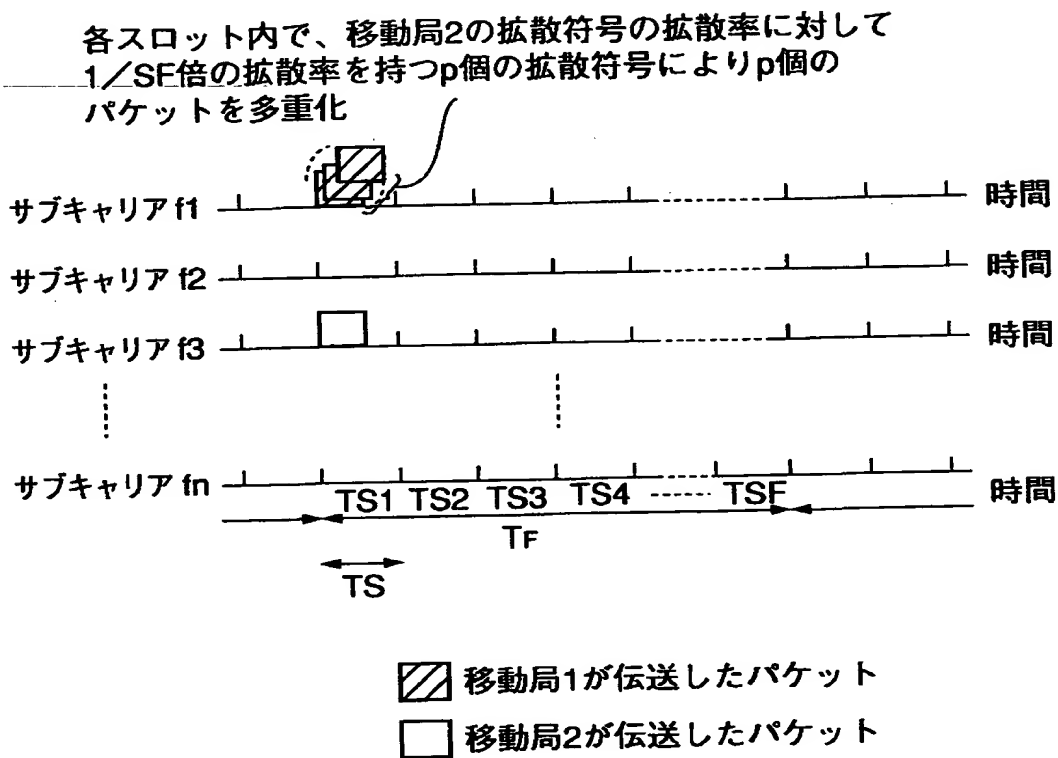 各スロット内で、移動局2の拡散符号の拡散率に対して
1／SF倍の拡散率を持つp個の拡散符号によりp個の
パケットを多重化
サブキャリア f1 時間
サブキャリア f2 時間
サブキャリア f3 時間
サブキャリア fn 時間
TS1 TS2 TS3 TS4 TSF
TF
TS
移動局1が伝送したパケット
移動局2が伝送したパケット